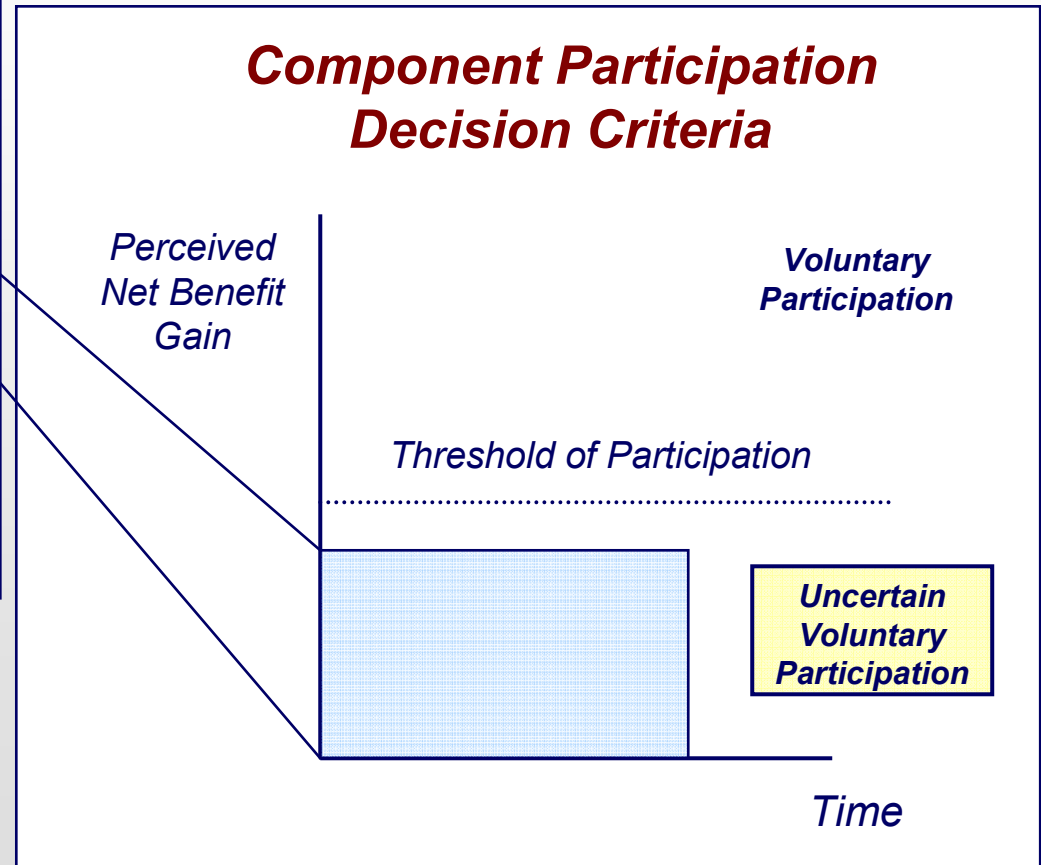 Component Participation
Decision Criteria
Perceived
Net Benefit
Gain
Voluntary
Participation
Threshold of Participation
Uncertain
Voluntary
Participation
Time